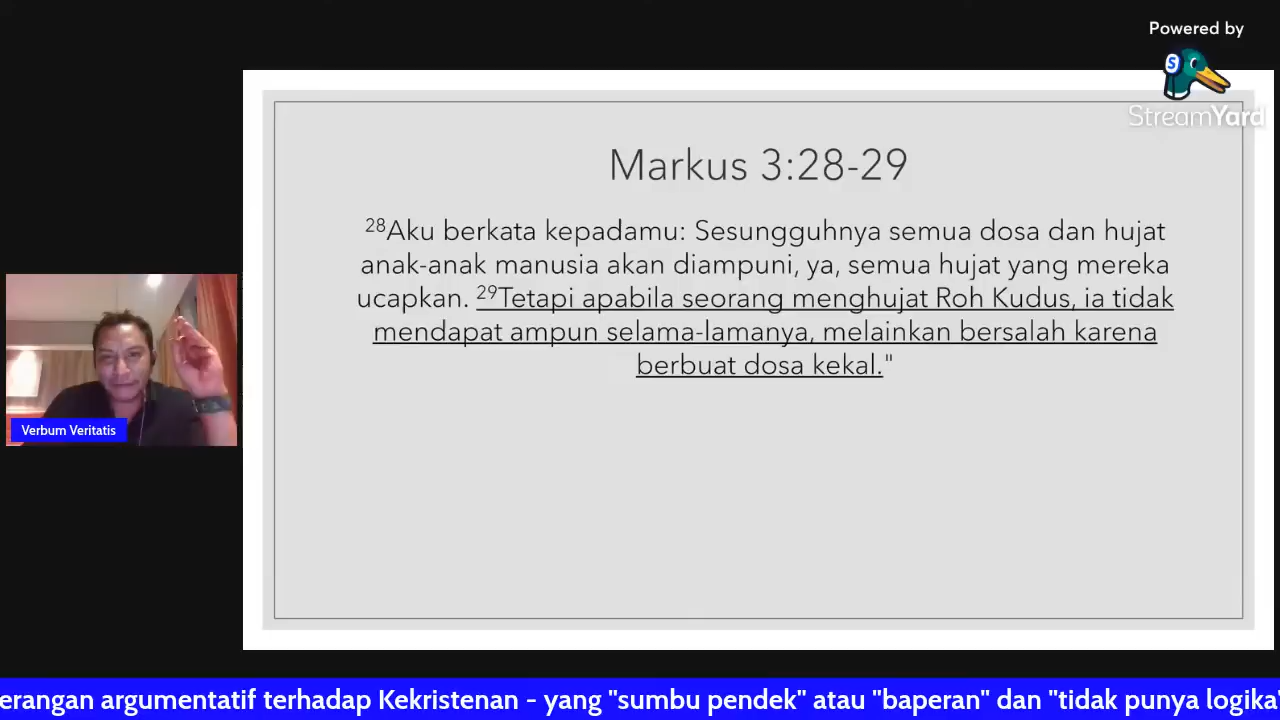 Powered by
S
StreamYard
Markus 3:28-29
28Aku berkata kepadamu: Sesungguhnya semua dosa dan hujat
anak-anak manusia akan diampuni, ya, semua hujat yang mereka
ucapkan. 29Tetapi apabila seorang menghujat Roh Kudus, ia tidak
mendapat ampun selama-lamanya, melainkan bersalah karena
berbuat dosa kekal."
Verbum Veritatis
erangan argumentatif terhadap Kekristenan - yang "sumbu pendek" atau "baperan" dan "tidak punya logika"